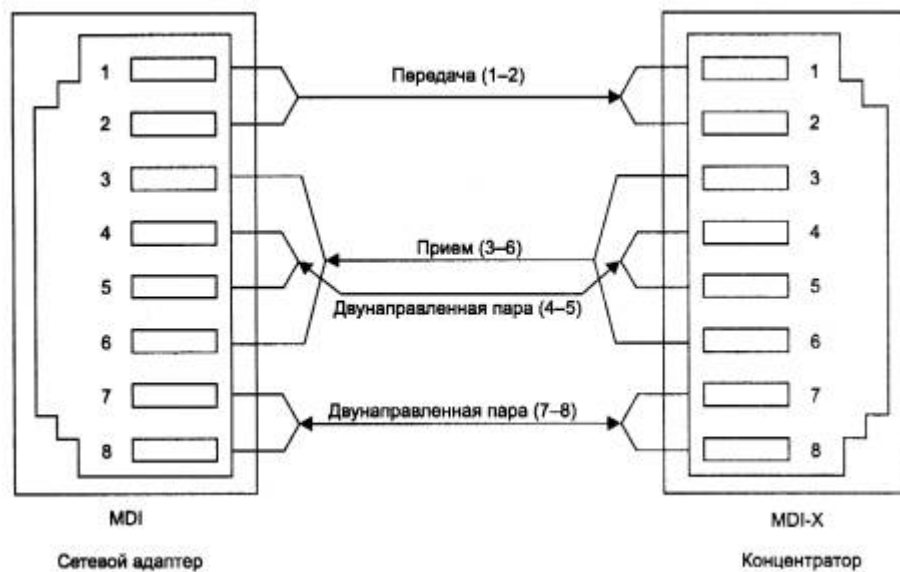 1 Передача (1–2) 1
2 2
3 3
4 Прием (3–6) 4
5 Двунаправленная пара (4–5) 5
6 6
7 Двунаправленная пара (7–8) 7
8 8
MDI MDI-X
Сетевой адаптер Концентратор